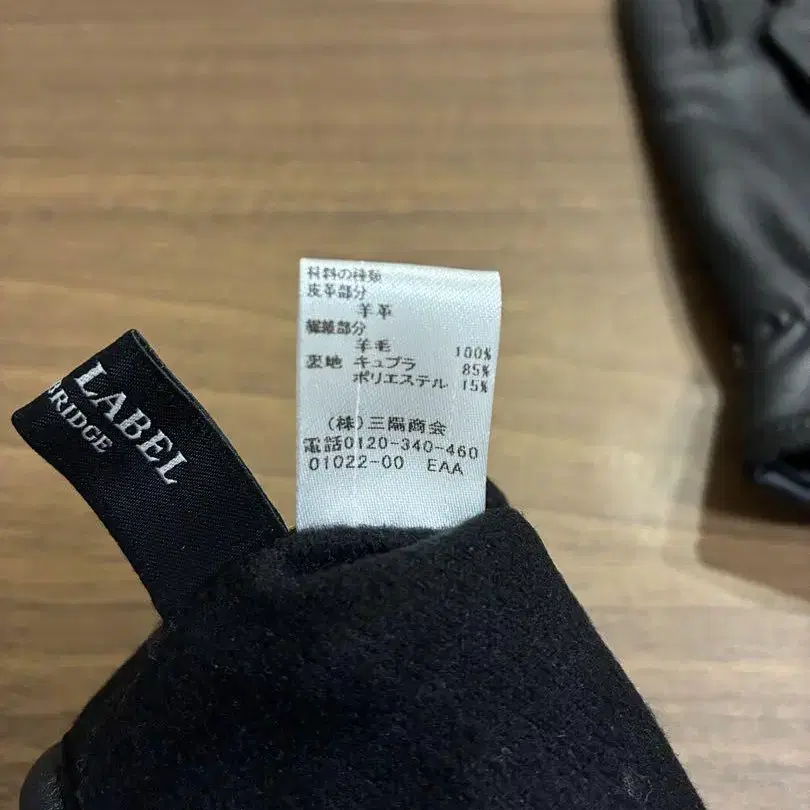 材料の種類
皮革部分
羊革
繊維部分
羊毛 100%
裏地 キュプラ 85%
ポリエステル 15%
(株)三陽商会
電話0120-340-460
01022-00 EAA
LABEL
BRIDGE